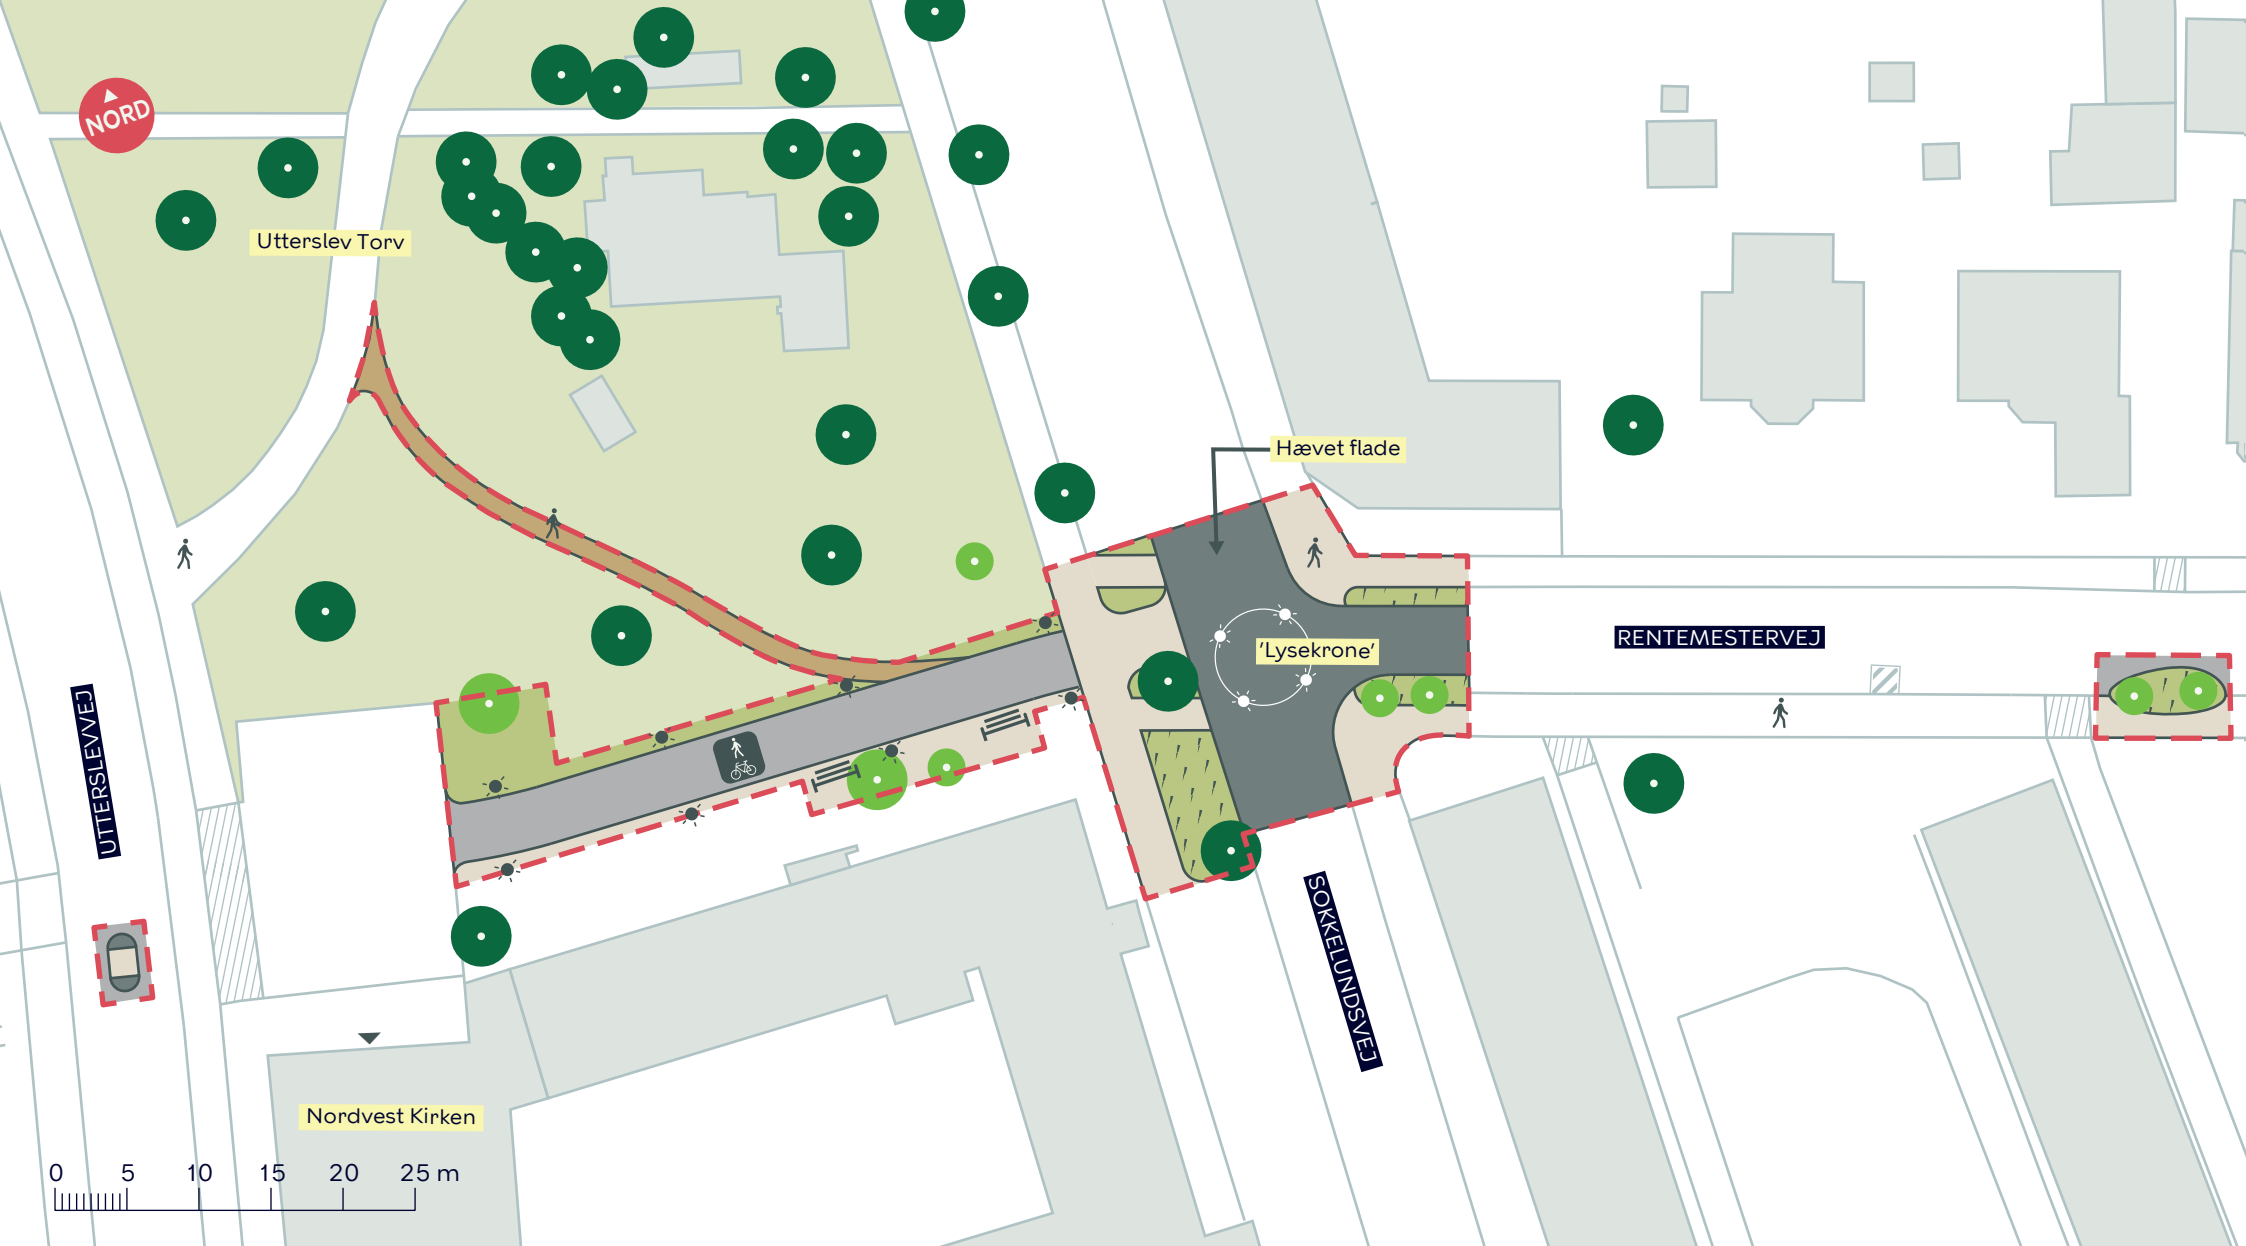 NORD
Utterslev Torv
Hævet flade
'Lysekrone'
RENTEMESTERVEJ
UTTERSLEVVEJ
SOKKELUNDSVEJ
Nordvest Kirken
0 5 10 15 20 25 m